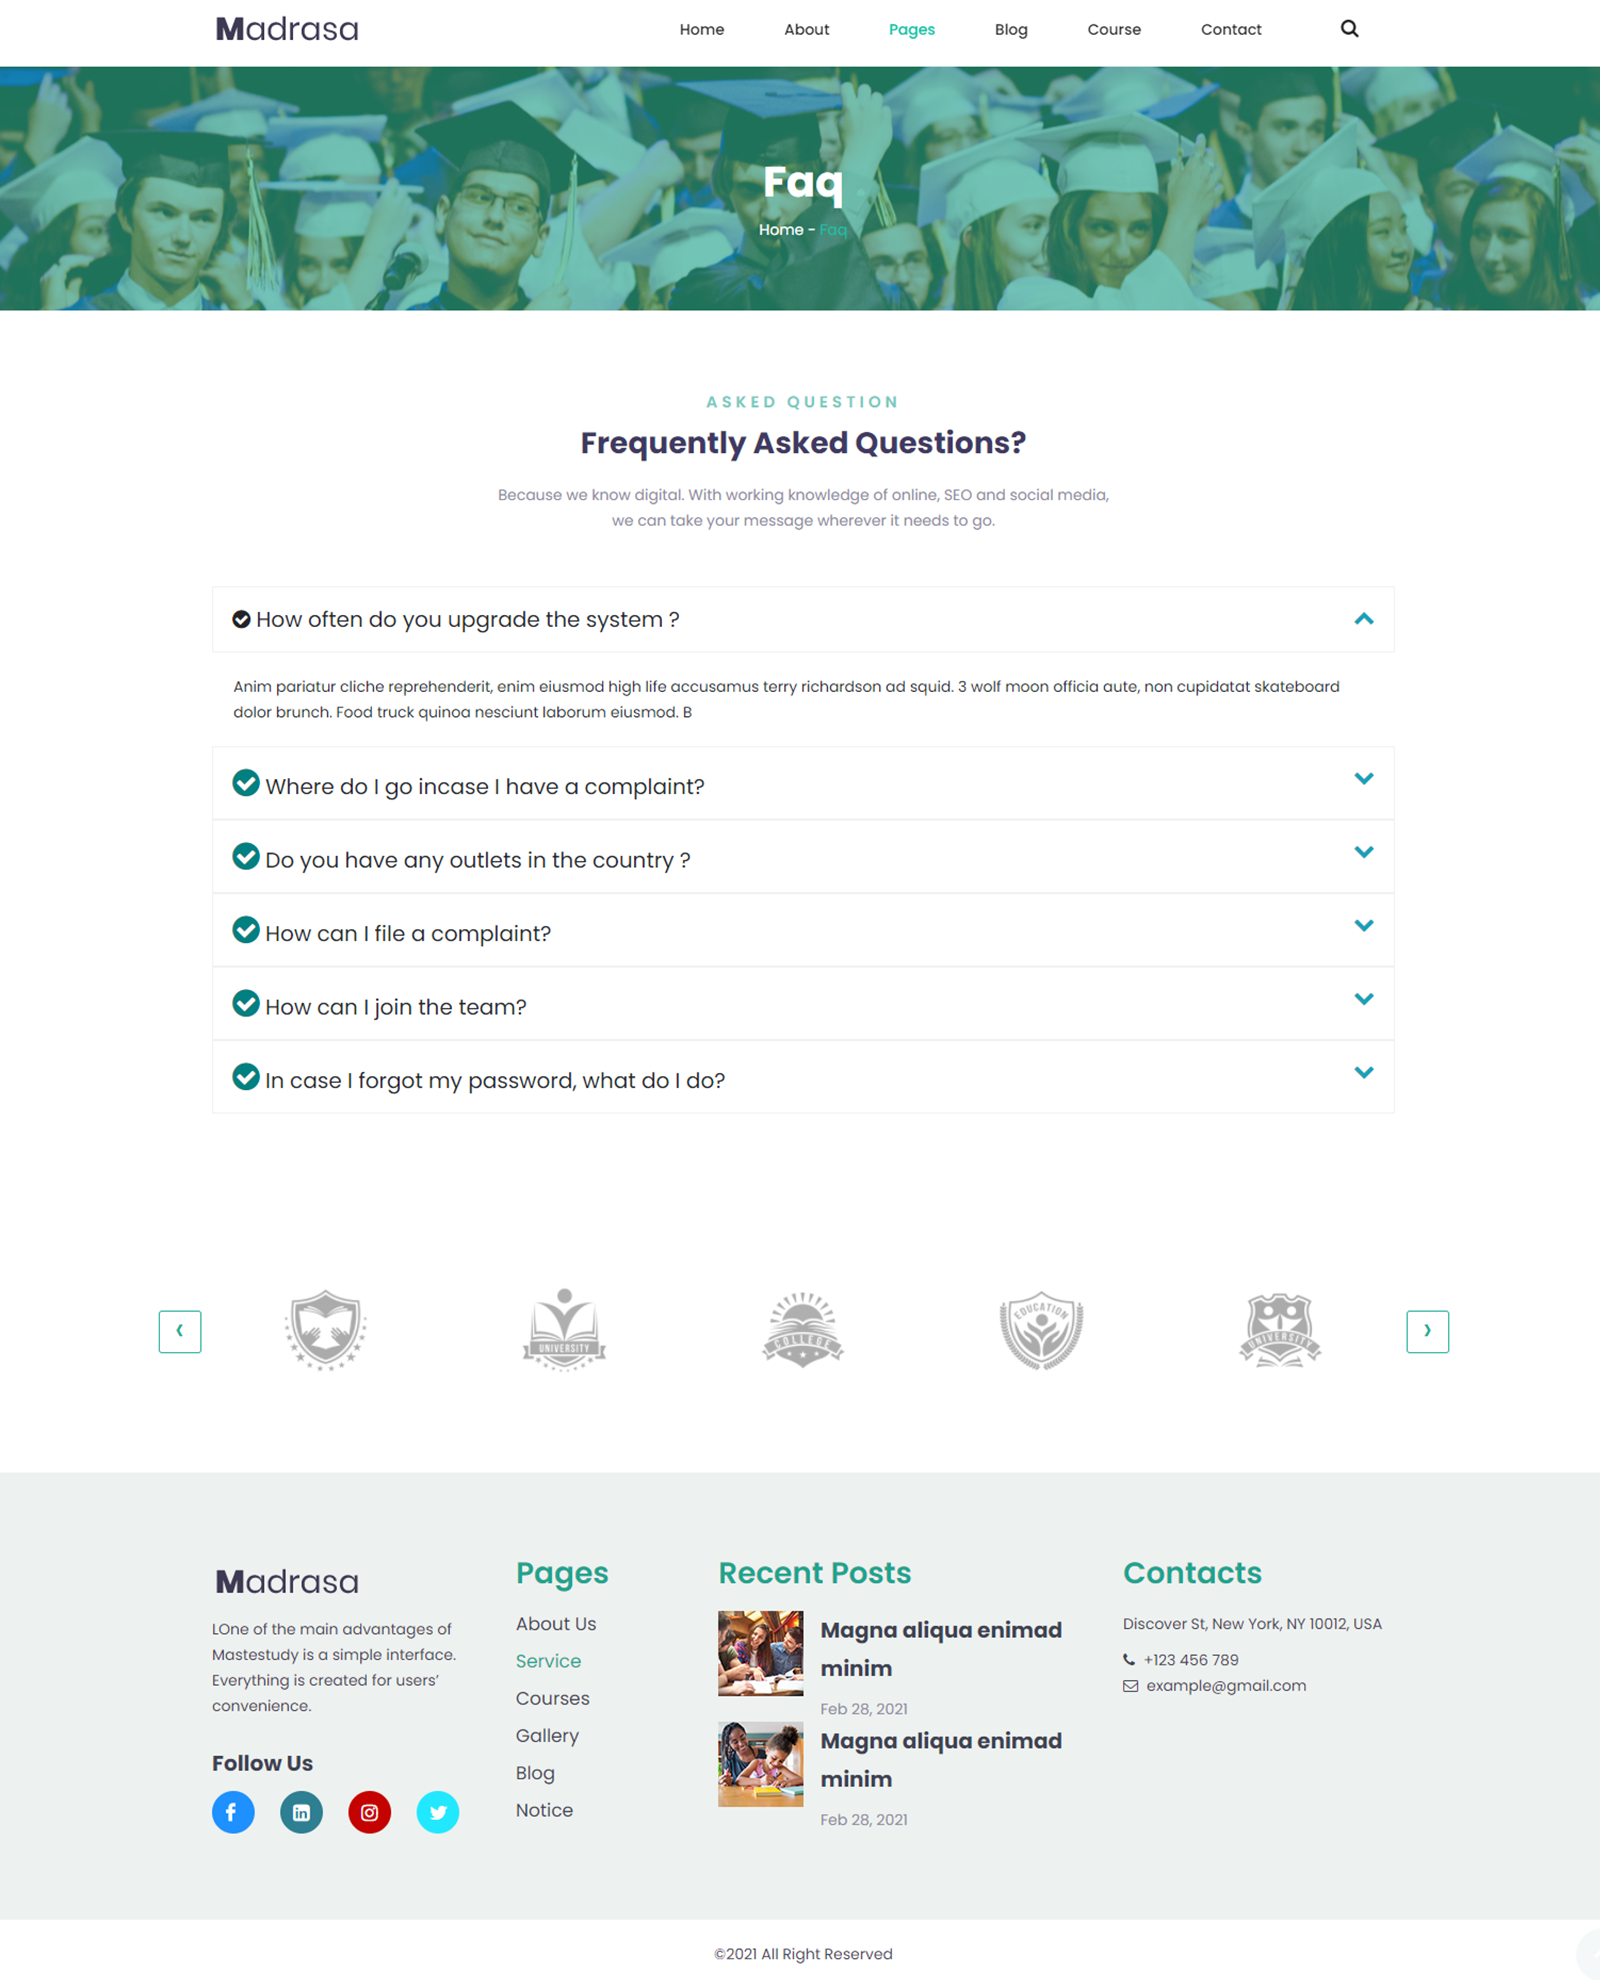 Madrasa
Home About Pages Blog Course Contact
Faq
Home - Faq
ASKED QUESTION
Frequently Asked Questions?
Because we know digital. With working knowledge of online, SEO and social media,
we can take your message wherever it needs to go.
How often do you upgrade the system ?
Anim pariatur cliche reprehenderit, enim eiusmod high life accusamus terry richardson ad squid. 3 wolf moon officia aute, non cupidatat skateboard
dolor brunch. Food truck quinoa nesciunt laborum eiusmod. B
Where do I go incase I have a complaint?
Do you have any outlets in the country ?
How can I file a complaint?
How can I join the team?
In case I forgot my password, what do I do?
UNIVERSITY
COLLEGE
EDUCATION
UNIVERSITY
Madrasa
LOne of the main advantages of
Mastestudy is a simple interface.
Everything is created for users’
convenience.
Follow Us
Pages
About Us
Service
Courses
Gallery
Blog
Notice
Recent Posts
Magna aliqua enimad
minim
Feb 28, 2021
Magna aliqua enimad
minim
Feb 28, 2021
Contacts
Discover St, New York, NY 10012, USA
+123 456 789
example@gmail.com
©2021 All Right Reserved